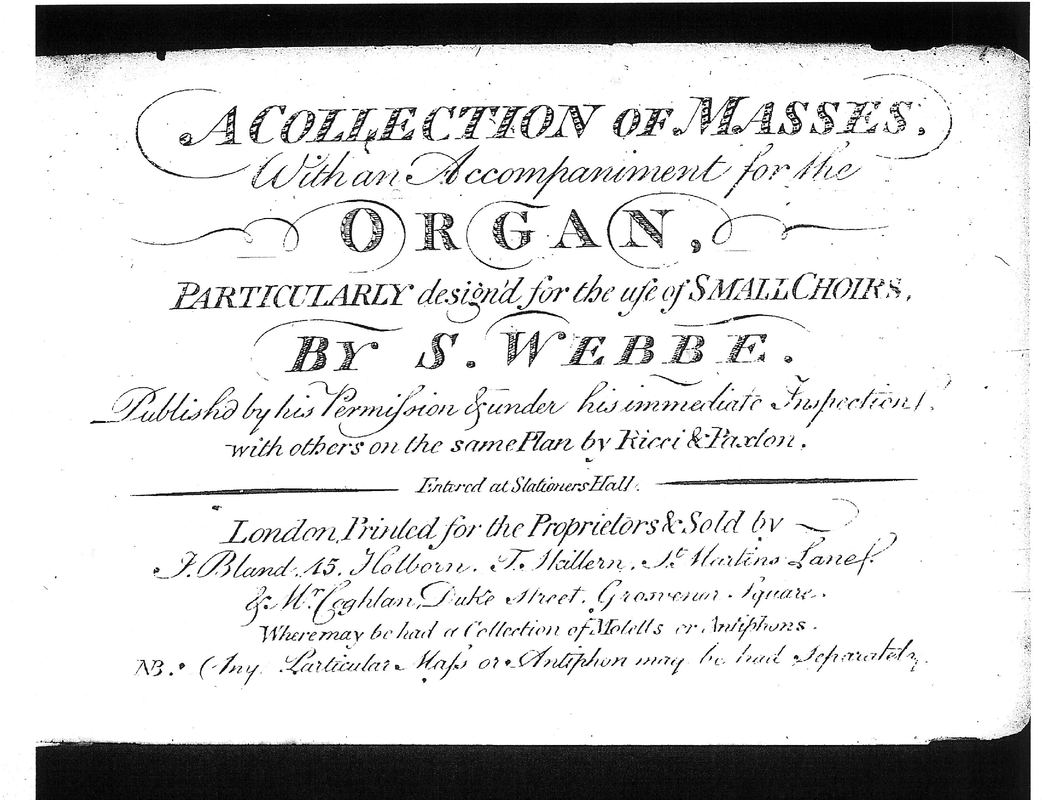 A COLLECTION OF MASSES.
With an Accompaniment for the
ORGAN,
PARTICULARLY design'd for the uſe of SMALL CHOIRS,
BY S. WEBBE.
Publish'd by his Permiſsion & under his immediate Inspection
with others on the same Plan by Ricci & Paxton.
Entered at Stationers Hall.
London Printed for the Proprietors & Sold by
J. Bland 45. Holborn. T. Skillern. St. Martins Lane
& Mr. Coghlan, Duke Street. Grosvenor Square.
Where may be had a Collection of Motetts or Antiphons.
NB. Any Particular Maſs or Antiphon may be had Separately.